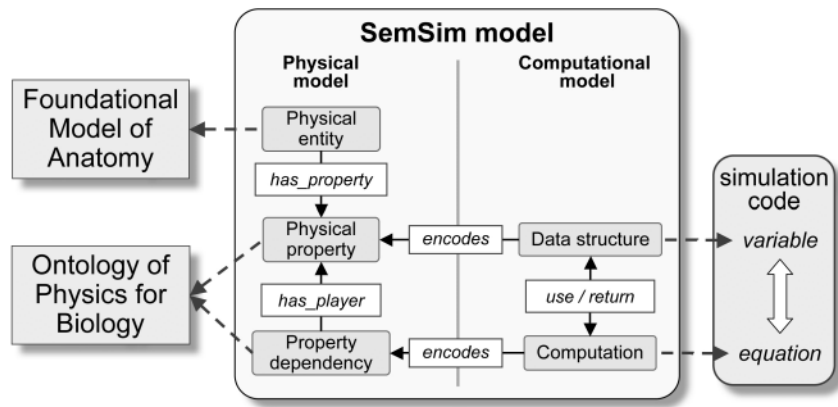 SemSim model
Physical
model
Computational
model
Foundational
Model of
Anatomy
Physical
entity
has_property
simulation
code
Physical
property
encodes
Data structure
variable
Ontology of
Physics for
Biology
has_player
use / return
Property
dependency
encodes
Computation
equation